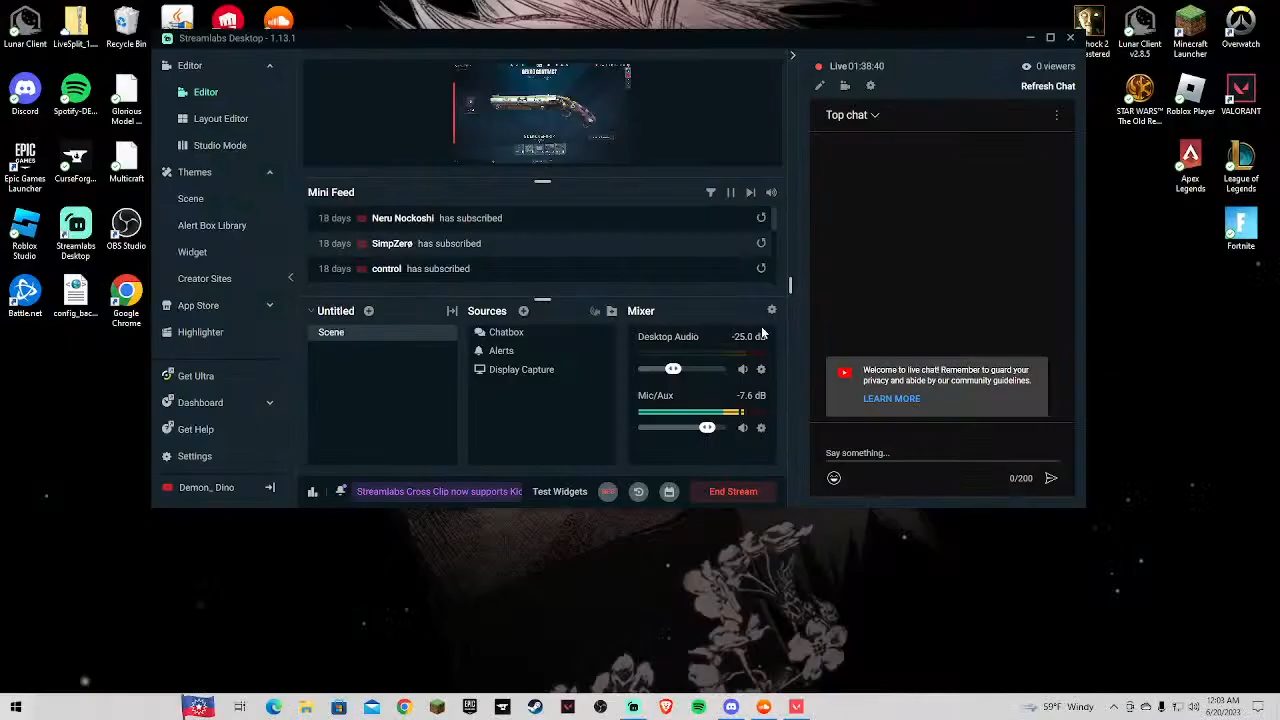 Lunar Client
LiveSplit_1....
Recycle Bin
Discord
Spotify-DE...
Glorious Model ...
Epic Games Launcher
CurseForg...
Multicraft
Roblox Studio
Streamlabs Desktop
OBS Studio
Battle.net
config_bac...
Google Chrome
Streamlabs Desktop - 1.13.1
Editor
Editor
Layout Editor
Studio Mode
Themes
Scene
Alert Box Library
Widget
Creator Sites
App Store
Highlighter
Get Ultra
Dashboard
Get Help
Settings
Demon_ Dino
Mini Feed
18 days Neru Nockoshi has subscribed
18 days SimpZerø has subscribed
18 days control has subscribed
Untitled
Scene
Sources
Chatbox
Alerts
Display Capture
Mixer
Desktop Audio -25.0 dB
Mic/Aux -7.6 dB
Streamlabs Cross Clip now supports Kic
Test Widgets
REC
End Stream
Live 01:38:40
0 viewers
Refresh Chat
Top chat
Welcome to live chat! Remember to guard your
privacy and abide by our community guidelines.
LEARN MORE
Say something...
0/200
Lunar Client v2.8.5
Minecraft Launcher
Overwatch
STAR WARS™ The Old Re...
Roblox Player
VALORANT
Apex Legends
League of Legends
Fortnite
59°F Windy
12:03 AM
6/20/2023